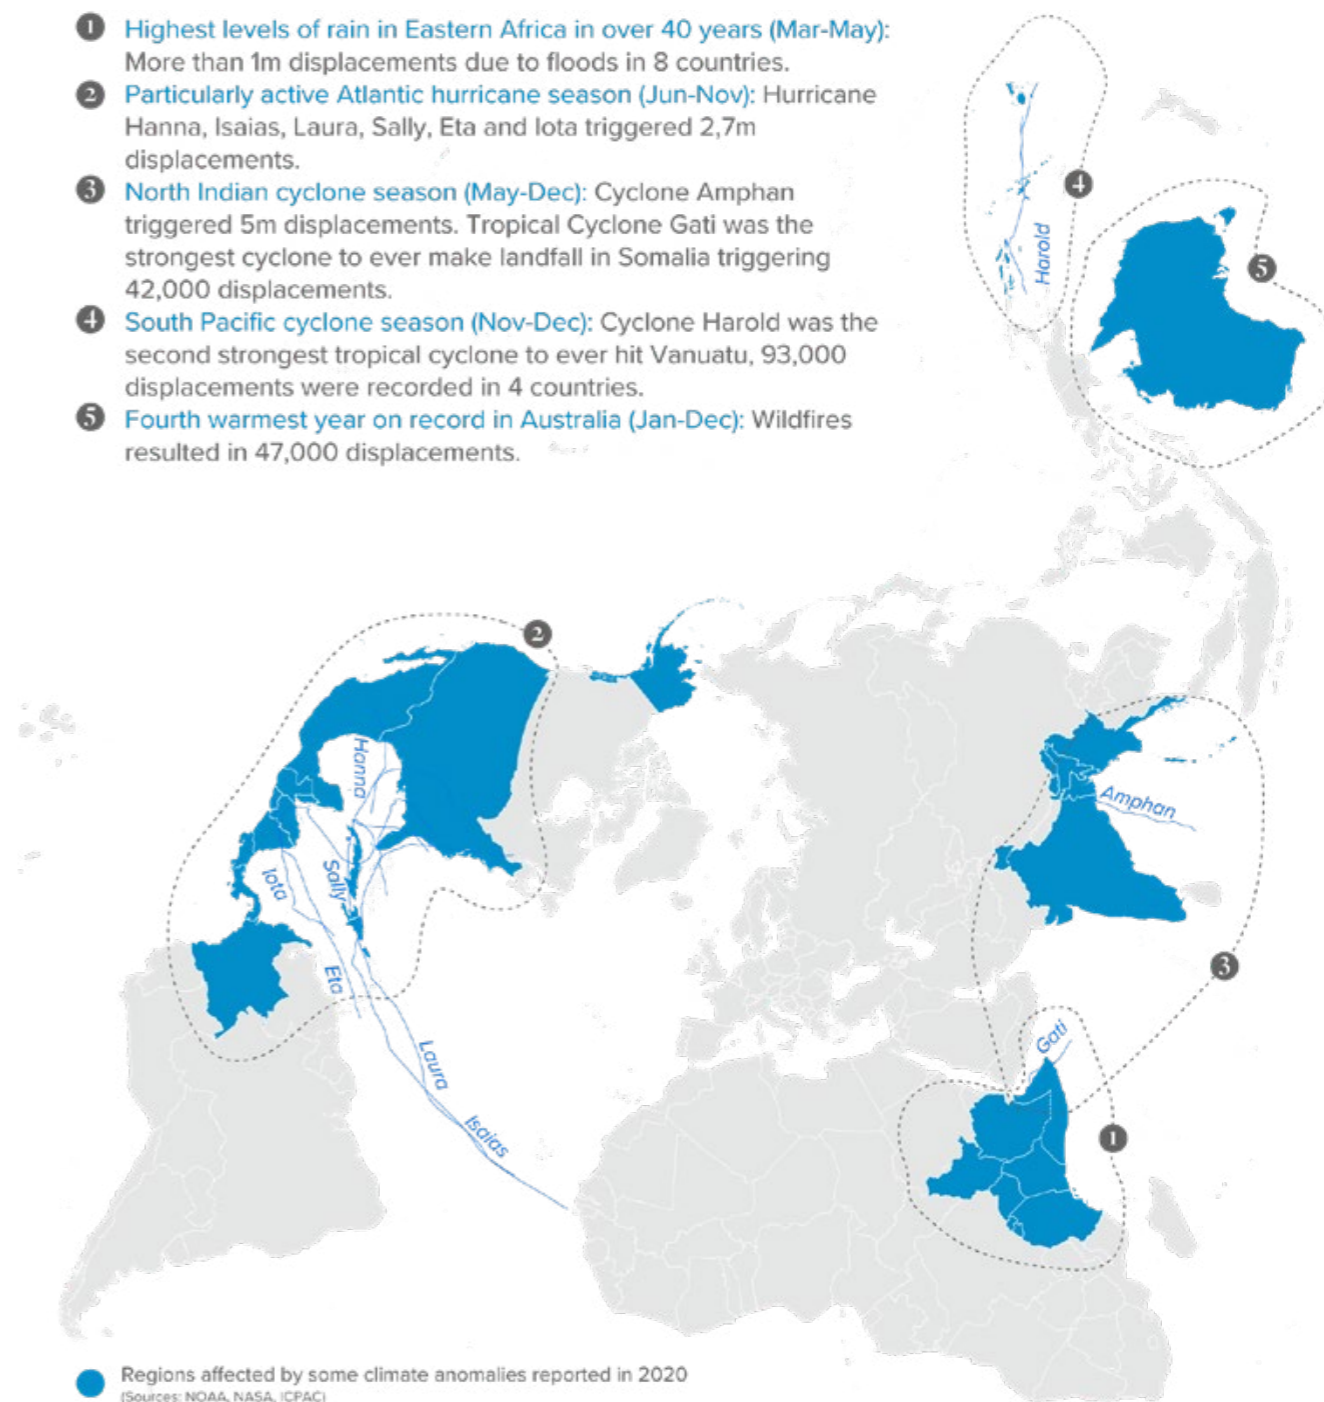 1 Highest levels of rain in Eastern Africa in over 40 years (Mar-May):
More than 1m displacements due to floods in 8 countries.
2 Particularly active Atlantic hurricane season (Jun-Nov): Hurricane
Hanna, Isaias, Laura, Sally, Eta and Iota triggered 2,7m
displacements.
3 North Indian cyclone season (May-Dec): Cyclone Amphan
triggered 5m displacements. Tropical Cyclone Gati was the
strongest cyclone to ever make landfall in Somalia triggering
42,000 displacements.
4 South Pacific cyclone season (Nov-Dec): Cyclone Harold was the
second strongest tropical cyclone to ever hit Vanuatu, 93,000
displacements were recorded in 4 countries.
5 Fourth warmest year on record in Australia (Jan-Dec): Wildfires
resulted in 47,000 displacements.
4
Harold
5
2
Hanna
Amphan
Sally
Iota
Eta
3
Gati
Laura
Isaias
1
Regions affected by some climate anomalies reported in 2020
(Sources: NOAA, NASA, ICPAC)